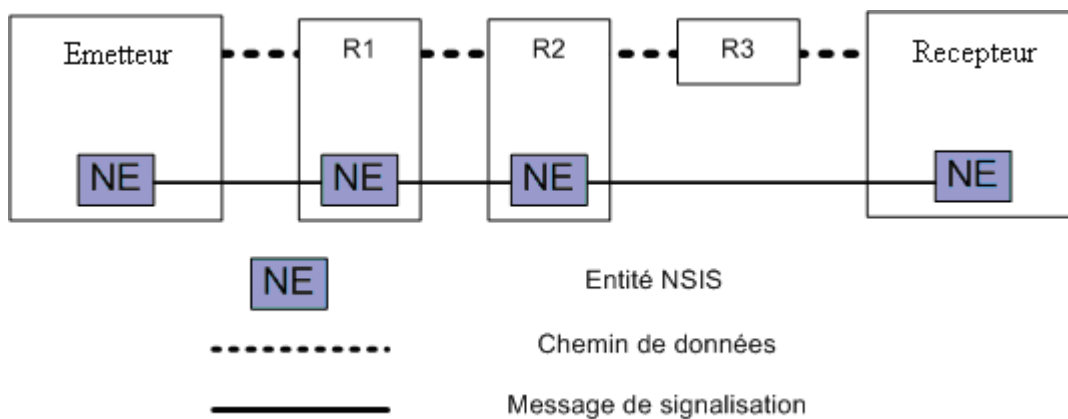 Emetteur
R1
R2
R3
Recepteur
NE
NE
NE
NE
NE
Entité NSIS
Chemin de données
Message de signalisation